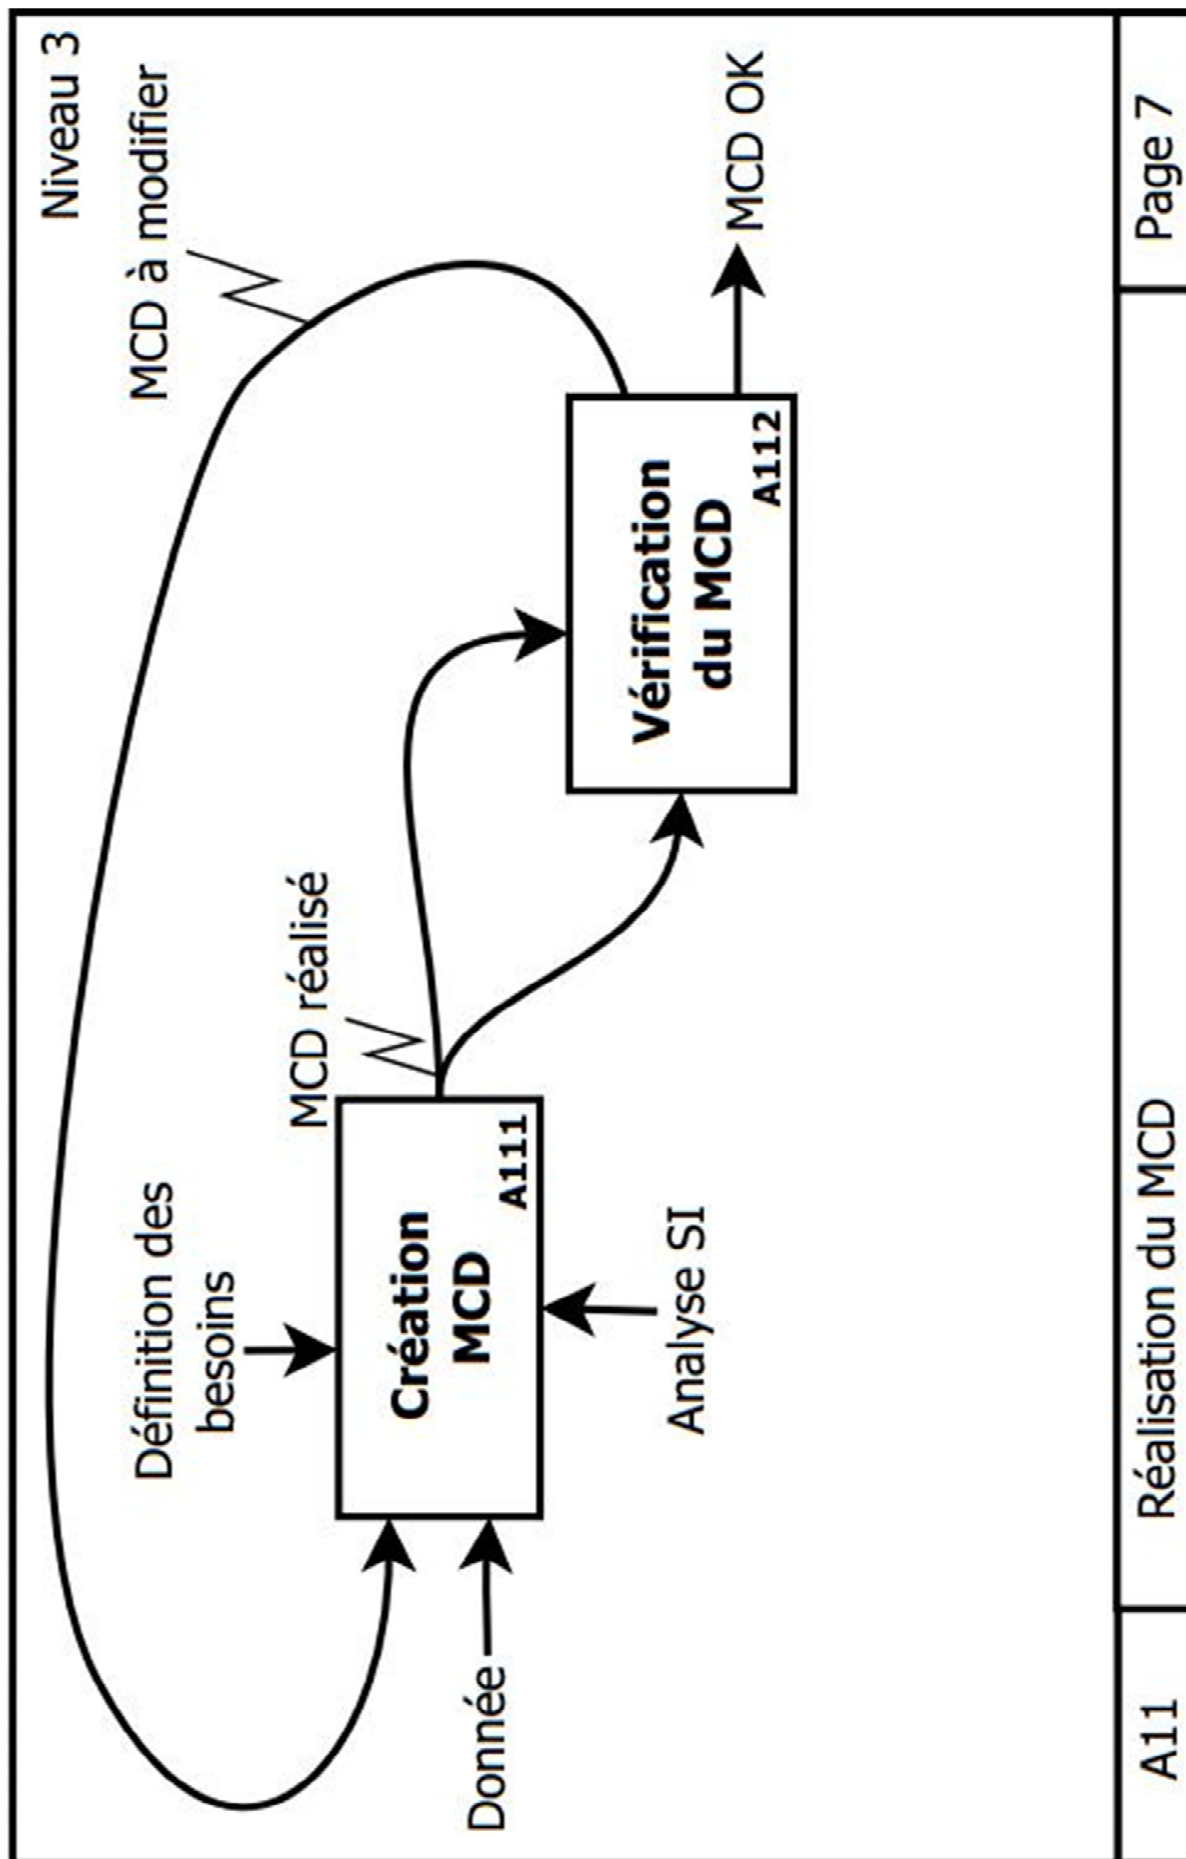 Niveau 3
MCD à modifier
Définition des
besoins
MCD réalisé
Création
MCD
A111
Donnée
Analyse SI
Vérification
du MCD
A112
MCD OK
A11
Réalisation du MCD
Page 7